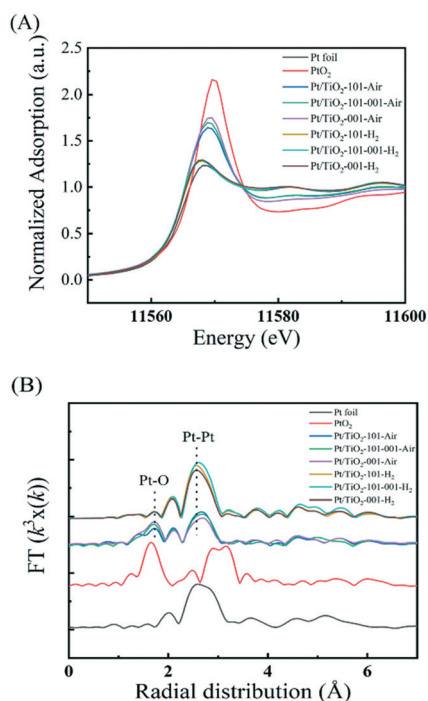 (A)
Normalized Adsorption (a.u.)
2.5
2.0
1.5
1.0
0.5
0.0
Pt foil
PtO₂
Pt/TiO₂-101-Air
Pt/TiO₂-101-001-Air
Pt/TiO₂-001-Air
Pt/TiO₂-101-H₂
Pt/TiO₂-101-001-H₂
Pt/TiO₂-001-H₂
11560
11580
11600
Energy (eV)
(B)
FT (k³x(k))
Pt-O
Pt-Pt
Pt foil
PtO₂
Pt/TiO₂-101-Air
Pt/TiO₂-101-001-Air
Pt/TiO₂-001-Air
Pt/TiO₂-101-H₂
Pt/TiO₂-101-001-H₂
Pt/TiO₂-001-H₂
0
2
4
6
Radial distribution (Å)